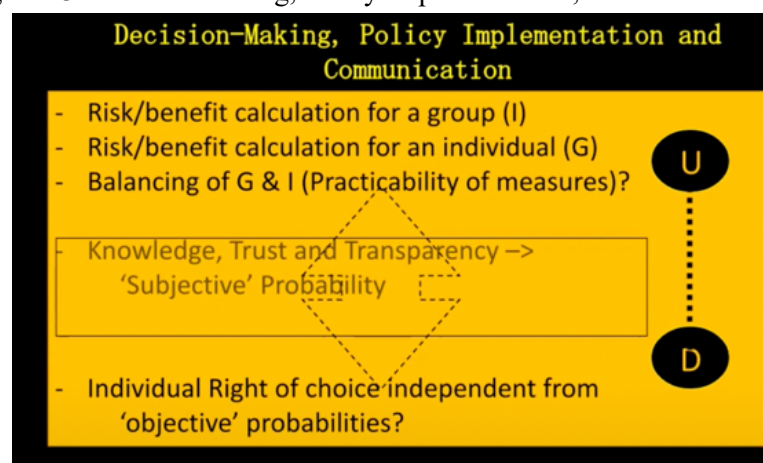 Decision-Making, Policy Implementation and
Communication
- Risk/benefit calculation for a group (I)
- Risk/benefit calculation for an individual (G)
- Balancing of G & I (Practicability of measures)?
U
- Knowledge, Trust and Transparency –>
‘Subjective’ Probability
D
- Individual Right of choice independent from
‘objective’ probabilities?